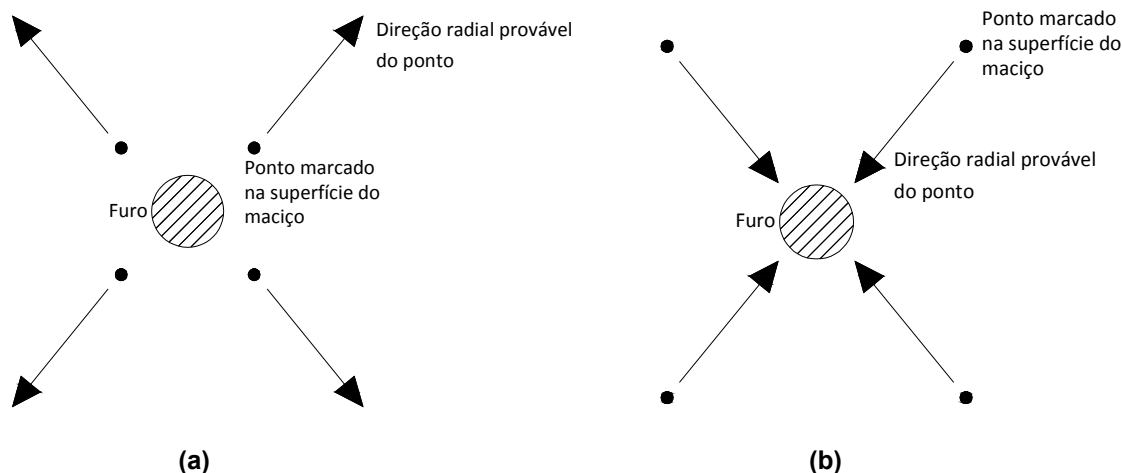 Direção radial provável
do ponto
Ponto marcado
na superfície do
maciço
Furo
(a)
Ponto marcado
na superfície do
maciço
Direção radial provável
do ponto
Furo
(b)